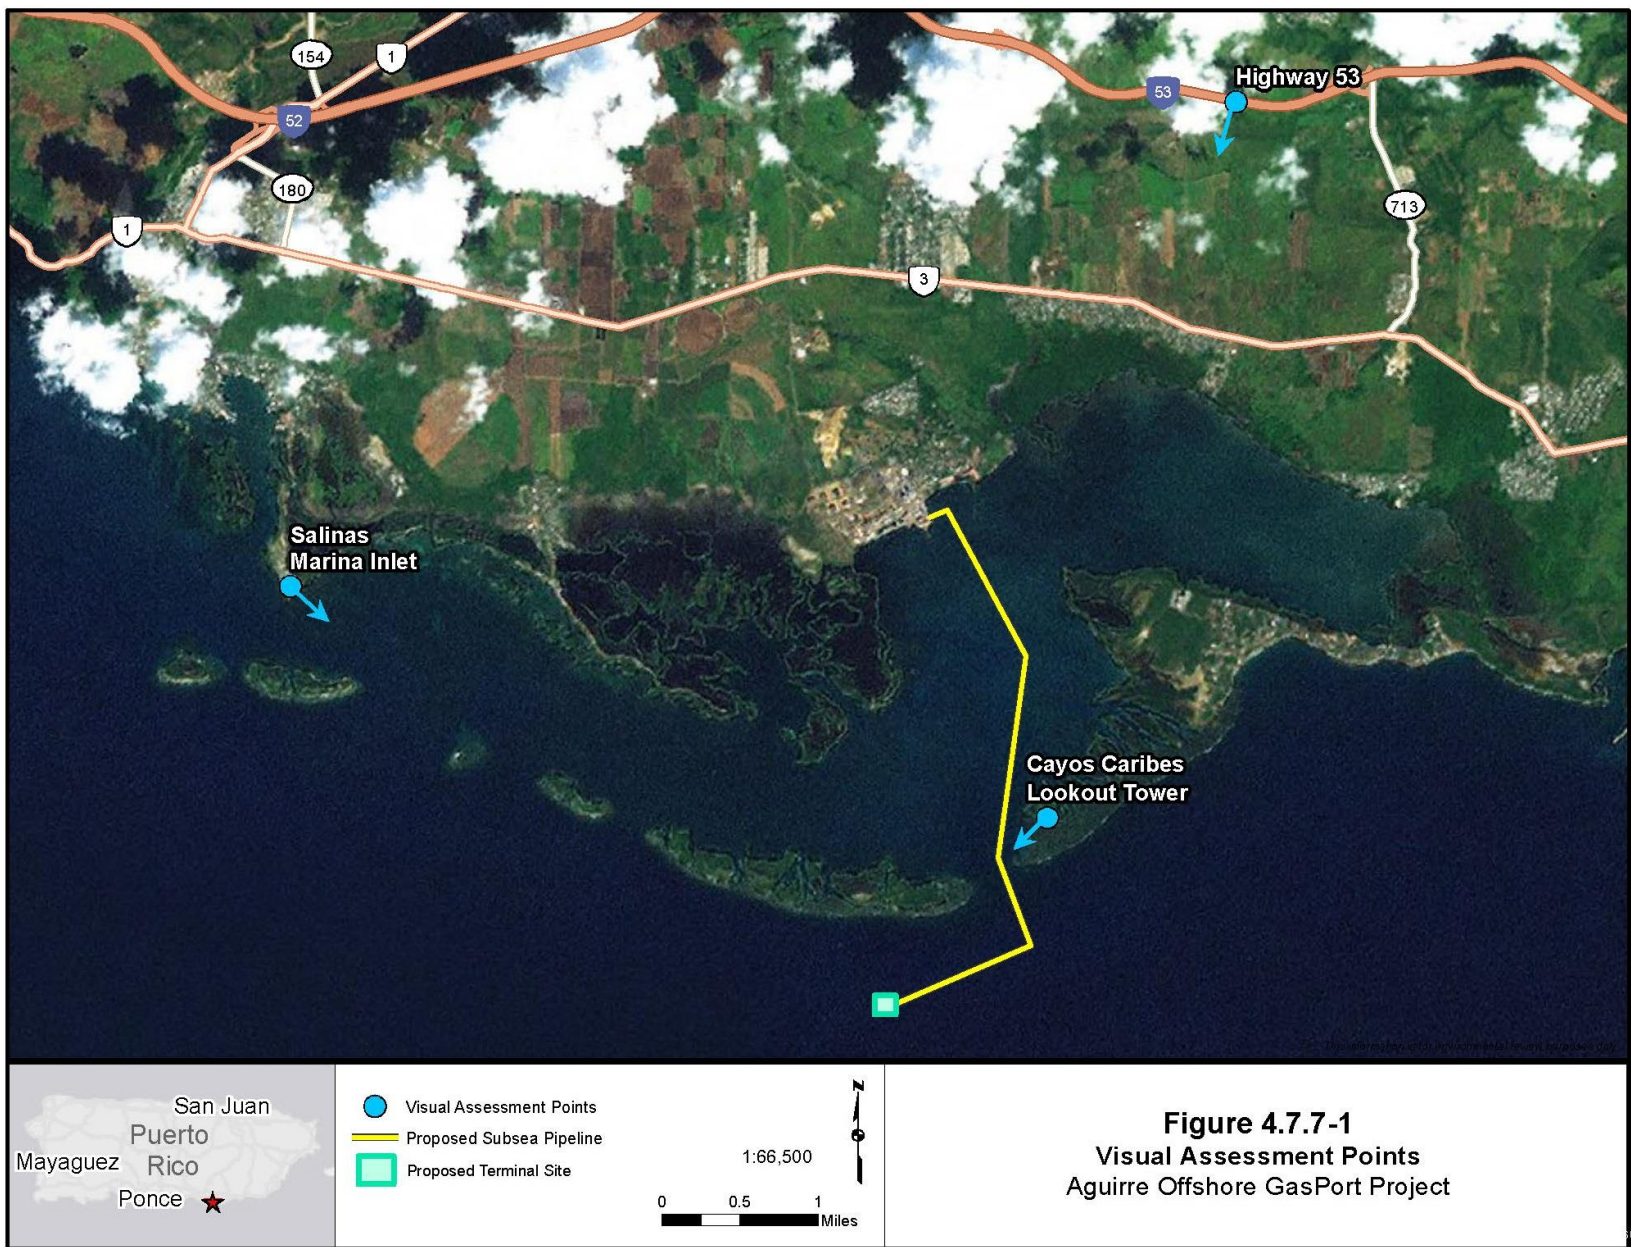 154
1
52
53
Highway 53
180
713
1
3
Salinas
Marina Inlet
Cayos Caribes
Lookout Tower
San Juan
Puerto
Rico
Mayaguez
Ponce
Visual Assessment Points
Proposed Subsea Pipeline
Proposed Terminal Site
N
1:66,500
0 0.5 1
Miles
Figure 4.7.7-1
Visual Assessment Points
Aguirre Offshore GasPort Project